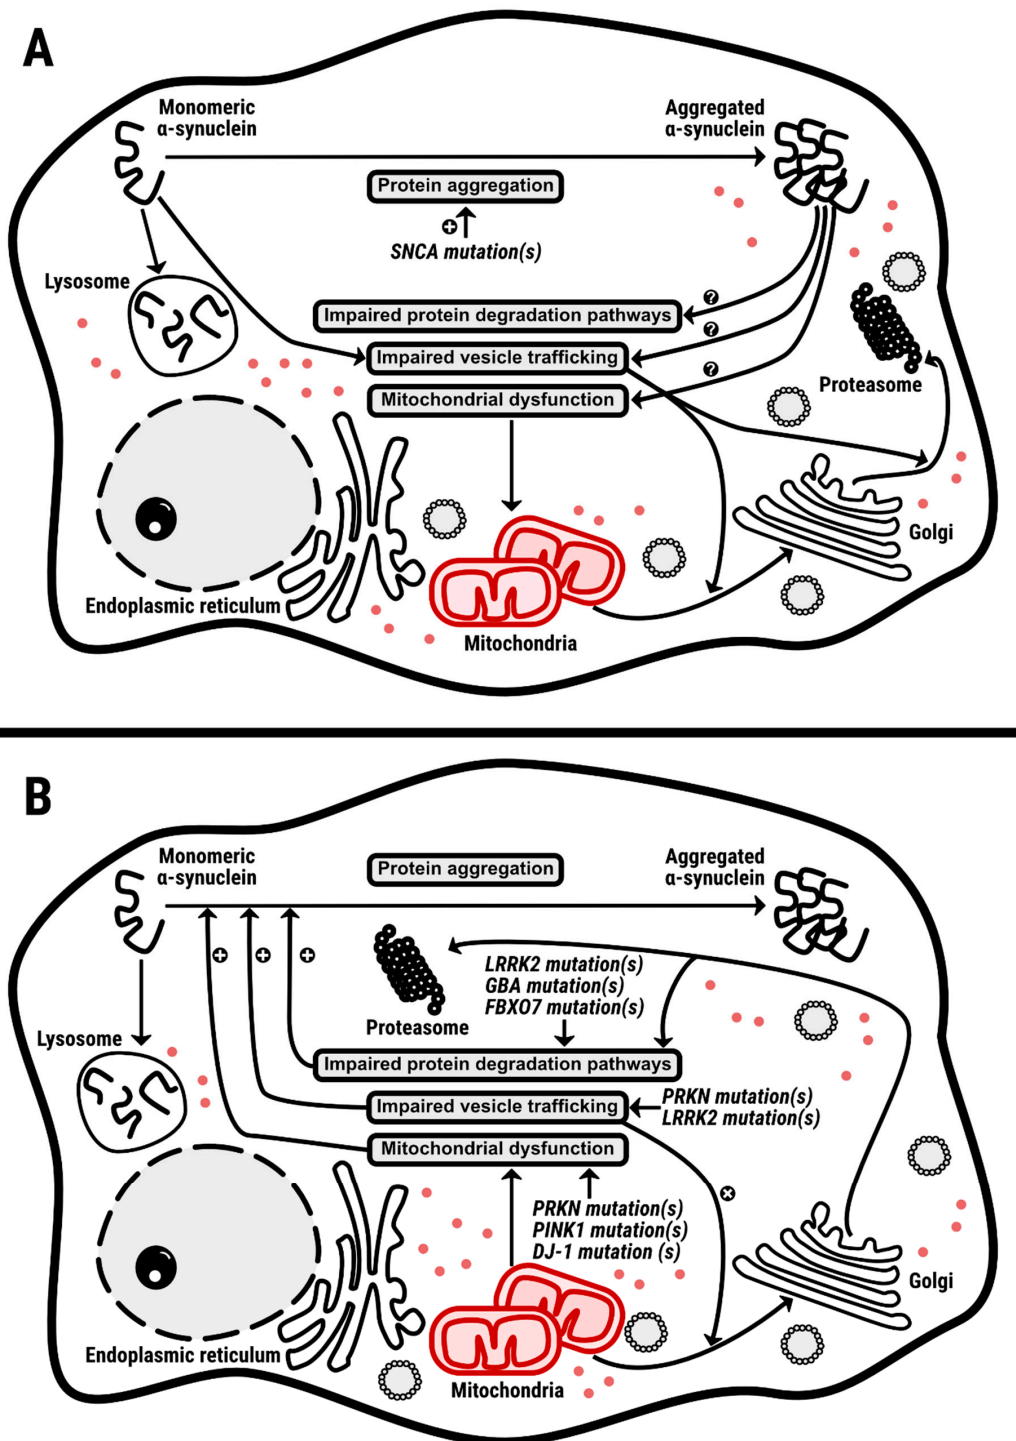 A
Monomeric
α-synuclein
Aggregated
α-synuclein
Protein aggregation
SNCA mutation(s)
Lysosome
Impaired protein degradation pathways
?
Impaired vesicle trafficking
?
Mitochondrial dysfunction
?
Proteasome
Golgi
Endoplasmic reticulum
Mitochondria
B
Monomeric
α-synuclein
Protein aggregation
Aggregated
α-synuclein
LRRK2 mutation(s)
GBA mutation(s)
FBXO7 mutation(s)
Proteasome
Lysosome
Impaired protein degradation pathways
Impaired vesicle trafficking
PRKN mutation(s)
LRRK2 mutation(s)
Mitochondrial dysfunction
PRKN mutation(s)
PINK1 mutation(s)
DJ-1 mutation (s)
Golgi
Endoplasmic reticulum
Mitochondria